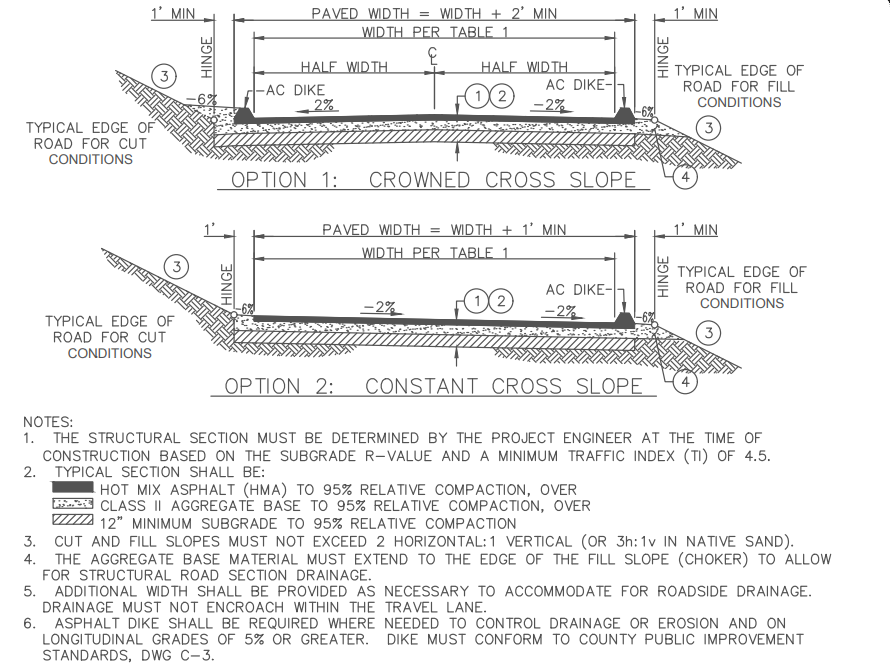 1' MIN
PAVED WIDTH = WIDTH + 2' MIN
1' MIN
WIDTH PER TABLE 1
HINGE
℄
HINGE
HALF WIDTH
HALF WIDTH
3
-6%
AC DIKE
2%
1 2
-2%
AC DIKE
-6%
TYPICAL EDGE OF
ROAD FOR FILL
CONDITIONS
TYPICAL EDGE OF
ROAD FOR CUT
CONDITIONS
3
4
OPTION 1: CROWNED CROSS SLOPE
1'
PAVED WIDTH = WIDTH + 1' MIN
1' MIN
WIDTH PER TABLE 1
HINGE
HINGE
3
-6%
-2%
1 2
-2%
AC DIKE
-6%
TYPICAL EDGE OF
ROAD FOR FILL
CONDITIONS
TYPICAL EDGE OF
ROAD FOR CUT
CONDITIONS
3
4
OPTION 2: CONSTANT CROSS SLOPE
NOTES:
1. THE STRUCTURAL SECTION MUST BE DETERMINED BY THE PROJECT ENGINEER AT THE TIME OF
CONSTRUCTION BASED ON THE SUBGRADE R-VALUE AND A MINIMUM TRAFFIC INDEX (TI) OF 4.5.
2. TYPICAL SECTION SHALL BE:
HOT MIX ASPHALT (HMA) TO 95% RELATIVE COMPACTION, OVER
CLASS II AGGREGATE BASE TO 95% RELATIVE COMPACTION, OVER
12" MINIMUM SUBGRADE TO 95% RELATIVE COMPACTION
3. CUT AND FILL SLOPES MUST NOT EXCEED 2 HORIZONTAL:1 VERTICAL (OR 3h:1v IN NATIVE SAND).
4. THE AGGREGATE BASE MATERIAL MUST EXTEND TO THE EDGE OF THE FILL SLOPE (CHOKER) TO ALLOW
FOR STRUCTURAL ROAD SECTION DRAINAGE.
5. ADDITIONAL WIDTH SHALL BE PROVIDED AS NECESSARY TO ACCOMMODATE FOR ROADSIDE DRAINAGE.
DRAINAGE MUST NOT ENCROACH WITHIN THE TRAVEL LANE.
6. ASPHALT DIKE SHALL BE REQUIRED WHERE NEEDED TO CONTROL DRAINAGE OR EROSION AND ON
LONGITUDINAL GRADES OF 5% OR GREATER. DIKE MUST CONFORM TO COUNTY PUBLIC IMPROVEMENT
STANDARDS, DWG C-3.